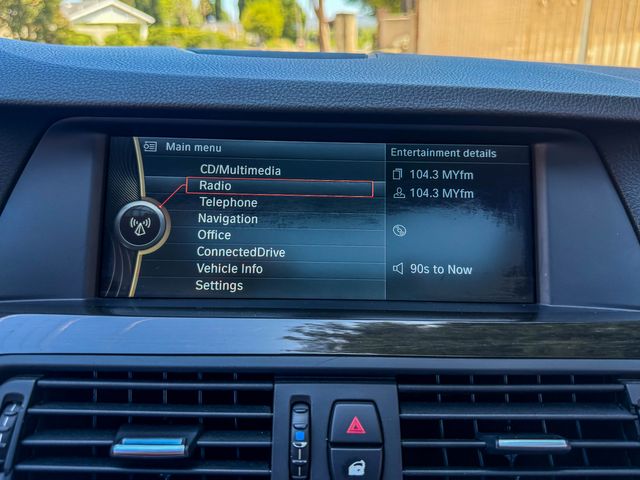 Main menu
CD/Multimedia
Radio
Telephone
Navigation
Office
ConnectedDrive
Vehicle Info
Settings
Entertainment details
104.3 MYfm
104.3 MYfm
90s to Now